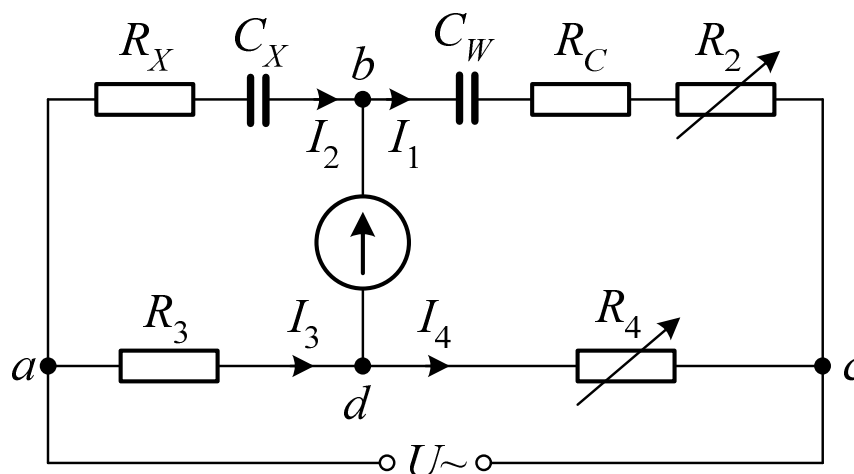 R_X C_X b C_W R_C R_2
I_2 I_1
R_3 I_3 I_4 R_4
a d c
U~